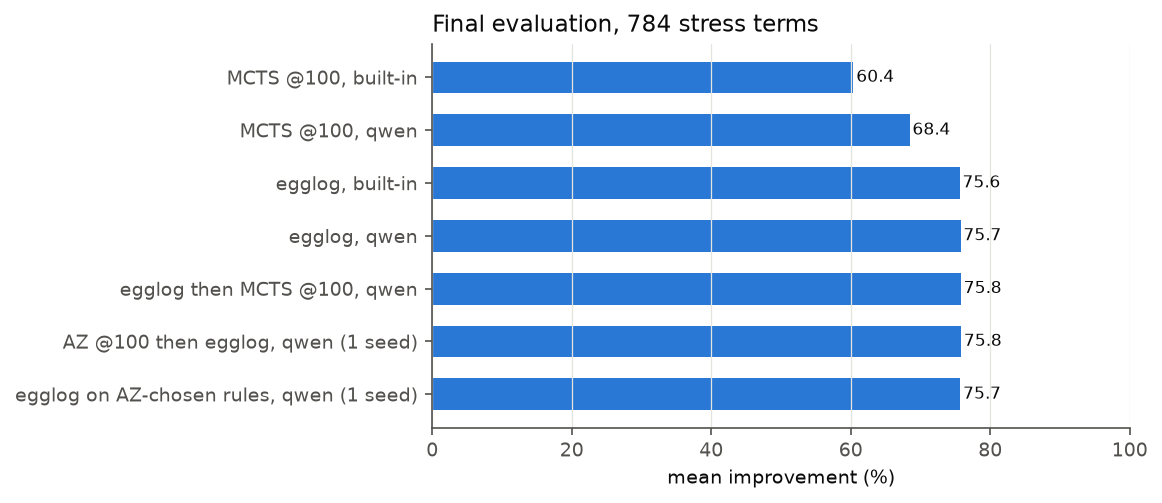 Final evaluation, 784 stress terms
MCTS @100, built-in
60.4
MCTS @100, qwen
68.4
egglog, built-in
75.6
egglog, qwen
75.7
egglog then MCTS @100, qwen
75.8
AZ @100 then egglog, qwen (1 seed)
75.8
egglog on AZ-chosen rules, qwen (1 seed)
75.7
0 20 40 60 80 100
mean improvement (%)